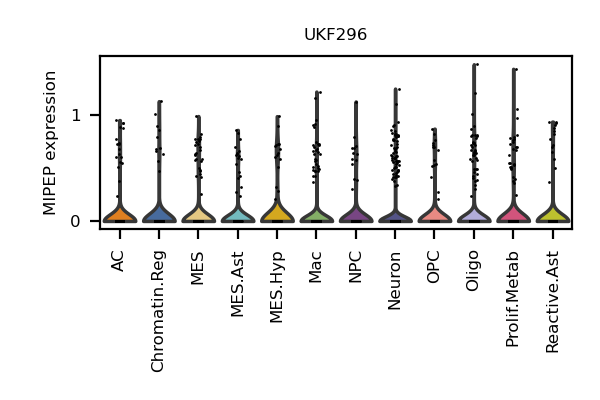 UKF296
MIPEP expression
1
0
AC
Chromatin.Reg
MES
MES.Ast
MES.Hyp
Mac
NPC
Neuron
OPC
Oligo
Prolif.Metab
Reactive.Ast